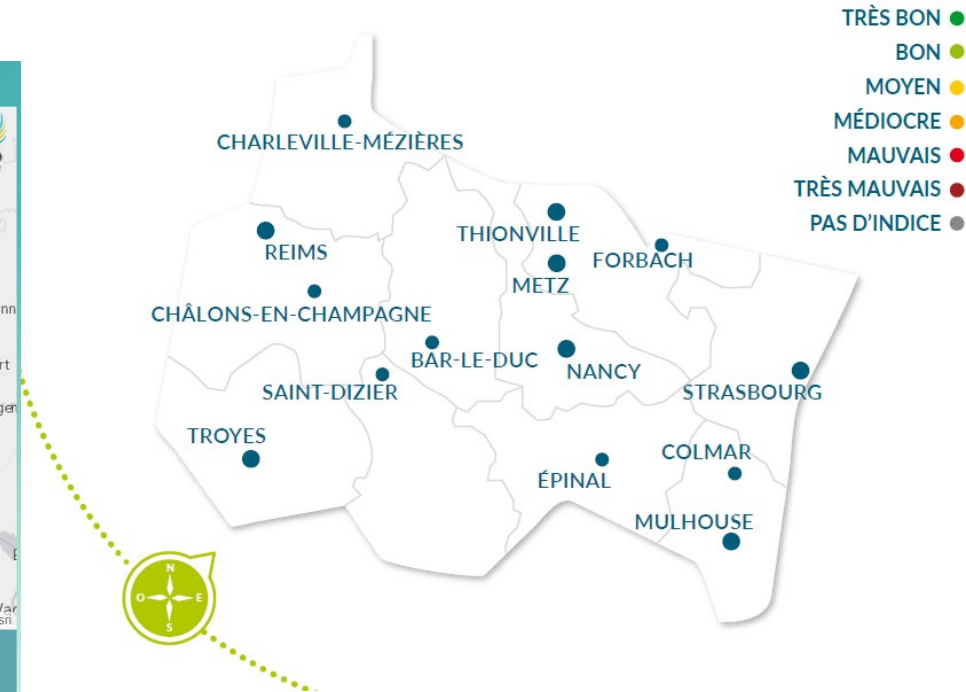 TRÈS BON
BON
MOYEN
MÉDIOCRE
MAUVAIS
TRÈS MAUVAIS
PAS D'INDICE
CHARLEVILLE-MÉZIÈRES
REIMS
THIONVILLE
FORBACH
METZ
CHÂLONS-EN-CHAMPAGNE
BAR-LE-DUC
NANCY
SAINT-DIZIER
STRASBOURG
TROYES
COLMAR
ÉPINAL
MULHOUSE
N
O E
S